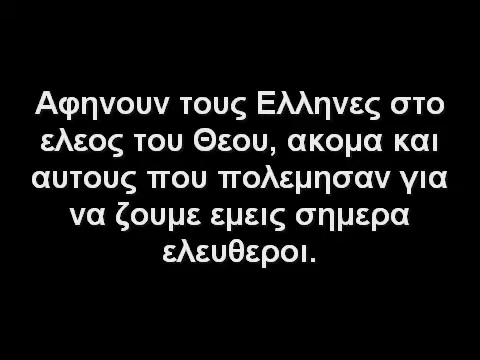 Αφηνουν τους Ελληνες στο
ελεος του Θεου, ακομα και
αυτους που πολεμησαν για
να ζουμε εμεις σημερα
ελευθεροι.